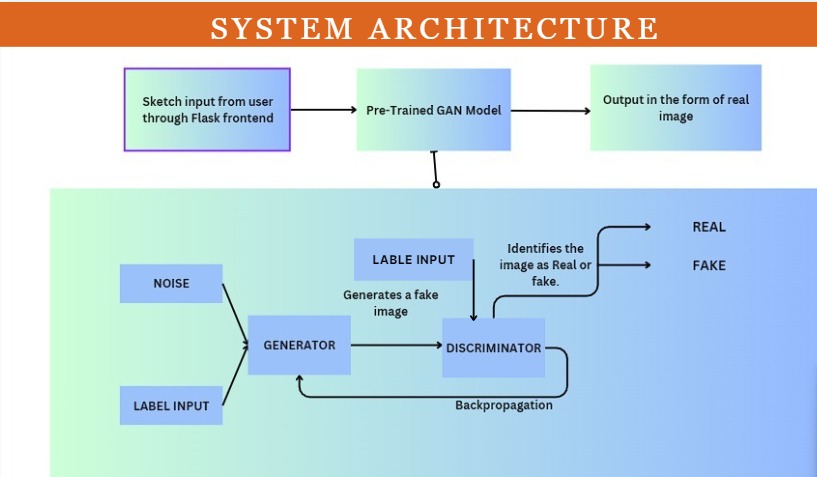 SYSTEM ARCHITECTURE
Sketch input from user
through Flask frontend
Pre-Trained GAN Model
Output in the form of real
image
LABLE INPUT
Identifies the
image as Real or
fake.
REAL
FAKE
NOISE
Generates a fake
image
GENERATOR
DISCRIMINATOR
LABEL INPUT
Backpropagation